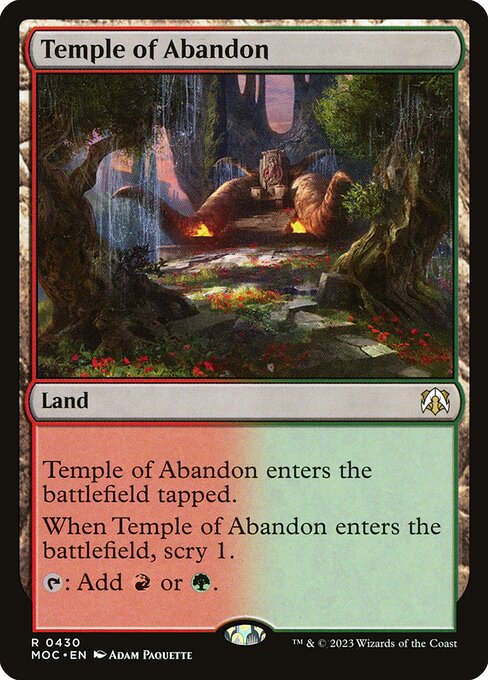 Temple of Abandon
Land
Temple of Abandon enters the
battlefield tapped.
When Temple of Abandon enters the
battlefield, scry 1.
: Add or .
R 0430
MOC • EN Adam Paquette
™ & © 2023 Wizards of the Coast